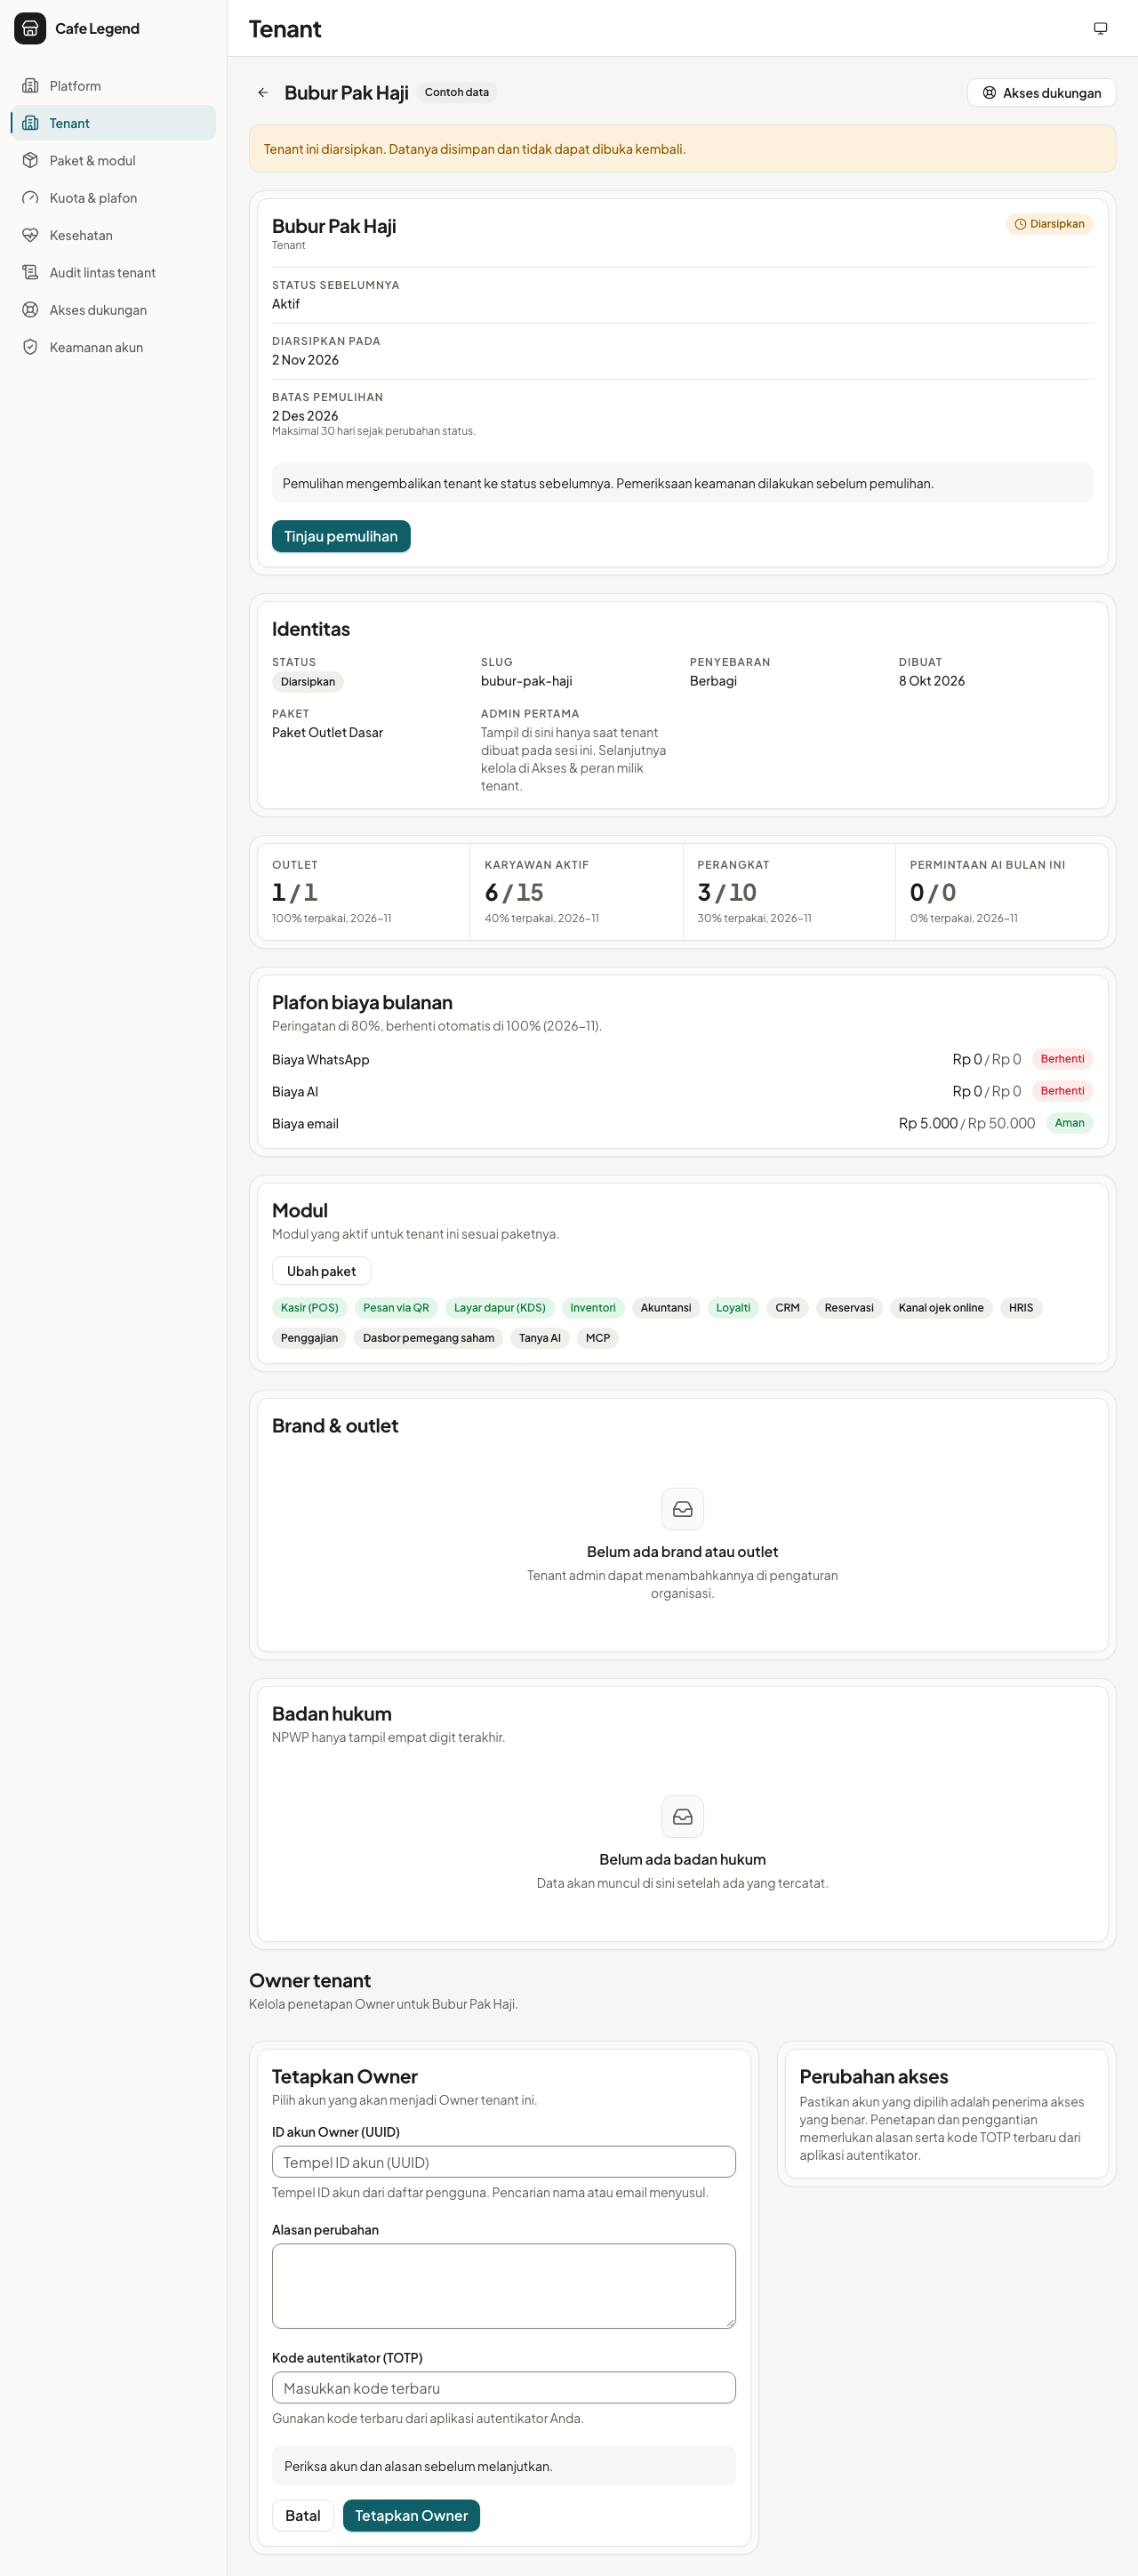 Cafe Legend
Platform
Tenant
Paket & modul
Kuota & plafon
Kesehatan
Audit lintas tenant
Akses dukungan
Keamanan akun
Tenant
Bubur Pak Haji
Contoh data
Akses dukungan
Tenant ini diarsipkan. Datanya disimpan dan tidak dapat dibuka kembali.
Bubur Pak Haji
Diarsipkan
Tenant
STATUS SEBELUMNYA
Aktif
DIARSIPKAN PADA
2 Nov 2026
BATAS PEMULIHAN
2 Des 2026
Maksimal 30 hari sejak perubahan status.
Pemulihan mengembalikan tenant ke status sebelumnya. Pemeriksaan keamanan dilakukan sebelum pemulihan.
Tinjau pemulihan
Identitas
STATUS
Diarsipkan
SLUG
bubur-pak-haji
PENYEBARAN
Berbagi
DIBUAT
8 Okt 2026
PAKET
Paket Outlet Dasar
ADMIN PERTAMA
Tampil di sini hanya saat tenant
dibuat pada sesi ini. Selanjutnya
kelola di Akses & peran milik
tenant.
OUTLET
1 / 1
100% terpakai, 2026-11
KARYAWAN AKTIF
6 / 15
40% terpakai, 2026-11
PERANGKAT
3 / 10
30% terpakai, 2026-11
PERMINTAAN AI BULAN INI
0 / 0
0% terpakai, 2026-11
Plafon biaya bulanan
Peringatan di 80%, berhenti otomatis di 100% (2026-11).
Biaya WhatsApp
Rp 0 / Rp 0
Berhenti
Biaya AI
Rp 0 / Rp 0
Berhenti
Biaya email
Rp 5.000 / Rp 50.000
Aman
Modul
Modul yang aktif untuk tenant ini sesuai paketnya.
Ubah paket
Kasir (POS)
Pesan via QR
Layar dapur (KDS)
Inventori
Akuntansi
Loyalti
CRM
Reservasi
Kanal ojek online
HRIS
Penggajian
Dasbor pemegang saham
Tanya AI
MCP
Brand & outlet
Belum ada brand atau outlet
Tenant admin dapat menambahkannya di pengaturan
organisasi.
Badan hukum
NPWP hanya tampil empat digit terakhir.
Belum ada badan hukum
Data akan muncul di sini setelah ada yang tercatat.
Owner tenant
Kelola penetapan Owner untuk Bubur Pak Haji.
Tetapkan Owner
Pilih akun yang akan menjadi Owner tenant ini.
ID akun Owner (UUID)
Tempel ID akun (UUID)
Tempel ID akun dari daftar pengguna. Pencarian nama atau email menyusul.
Alasan perubahan
Kode autentikator (TOTP)
Masukkan kode terbaru
Gunakan kode terbaru dari aplikasi autentikator Anda.
Periksa akun dan alasan sebelum melanjutkan.
Batal
Tetapkan Owner
Perubahan akses
Pastikan akun yang dipilih adalah penerima akses
yang benar. Penetapan dan penggantian
memerlukan alasan serta kode TOTP terbaru dari
aplikasi autentikator.